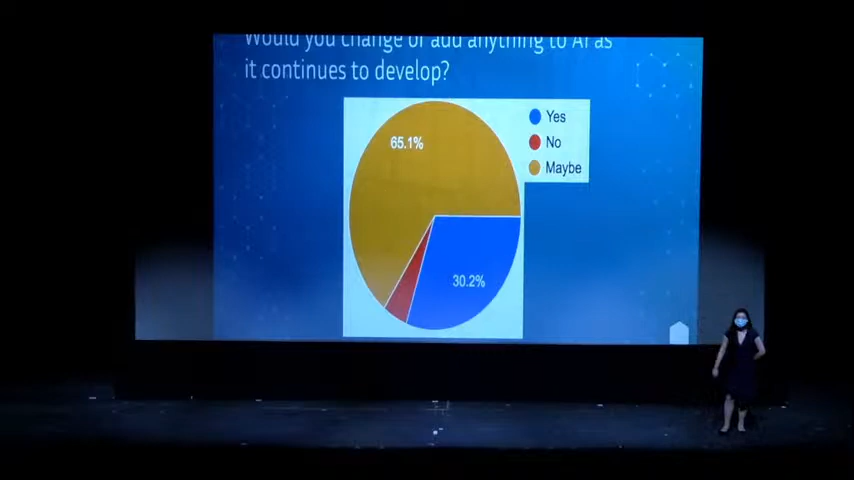 Would you change or add anything to AI as
it continues to develop?
65.1%
Yes
No
Maybe
30.2%